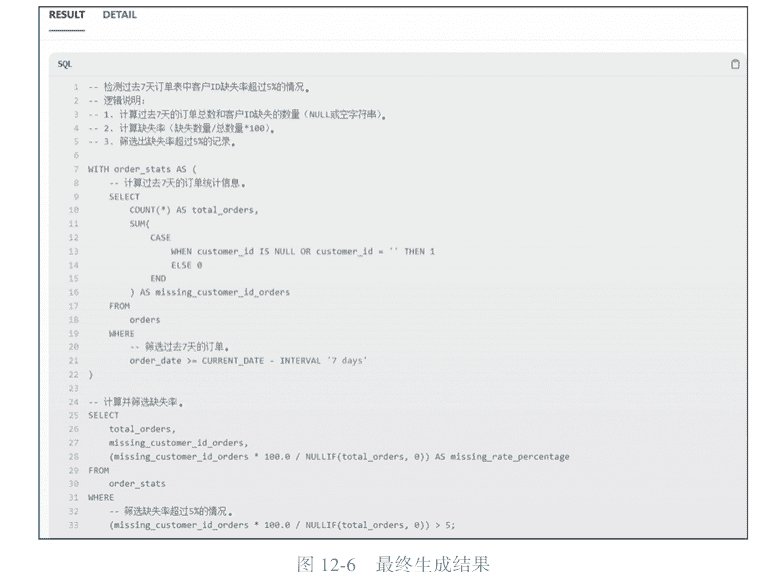 RESULT DETAIL
SQL
1 -- 检测过去7天订单表中客户ID缺失率超过5%的情况。
2 -- 逻辑说明:
3 -- 1. 计算过去7天的订单总数和客户ID缺失的数量（NULL或空字符串）。
4 -- 2. 计算缺失率（缺失数量/总数量*100）。
5 -- 3. 筛选出缺失率超过5%的记录。
6
7 WITH order_stats AS (
8     -- 计算过去7天的订单统计信息。
9     SELECT
10         COUNT(*) AS total_orders,
11         SUM(
12             CASE
13                 WHEN customer_id IS NULL OR customer_id = '' THEN 1
14                 ELSE 0
15             END
16         ) AS missing_customer_id_orders
17     FROM
18         orders
19     WHERE
20         -- 筛选过去7天的订单。
21         order_date >= CURRENT_DATE - INTERVAL '7 days'
22 )
23
24 -- 计算并筛选缺失率。
25 SELECT
26     total_orders,
27     missing_customer_id_orders,
28     (missing_customer_id_orders * 100.0 / NULLIF(total_orders, 0)) AS missing_rate_percentage
29 FROM
30     order_stats
31 WHERE
32     -- 筛选缺失率超过5%的情况。
33     (missing_customer_id_orders * 100.0 / NULLIF(total_orders, 0)) > 5;
图 12-6 最终生成结果